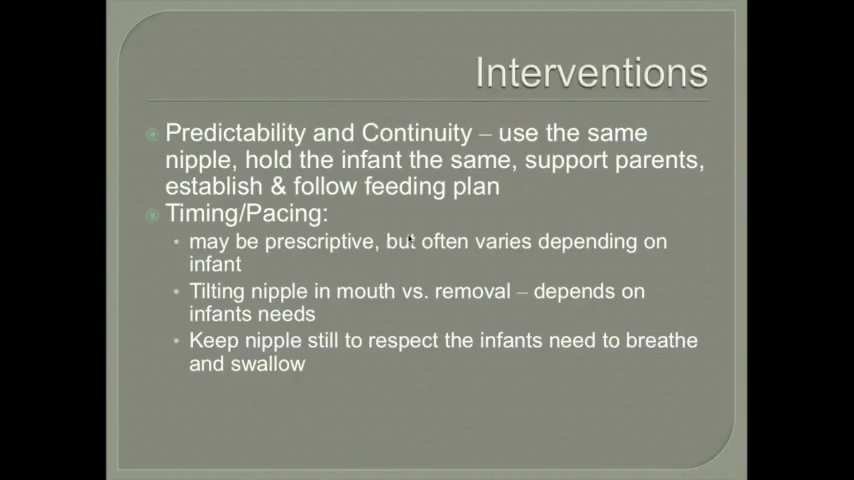 Interventions
Predictability and Continuity – use the same
nipple, hold the infant the same, support parents,
establish & follow feeding plan
Timing/Pacing:
may be prescriptive, but often varies depending on
infant
Tilting nipple in mouth vs. removal – depends on
infants needs
Keep nipple still to respect the infants need to breathe
and swallow